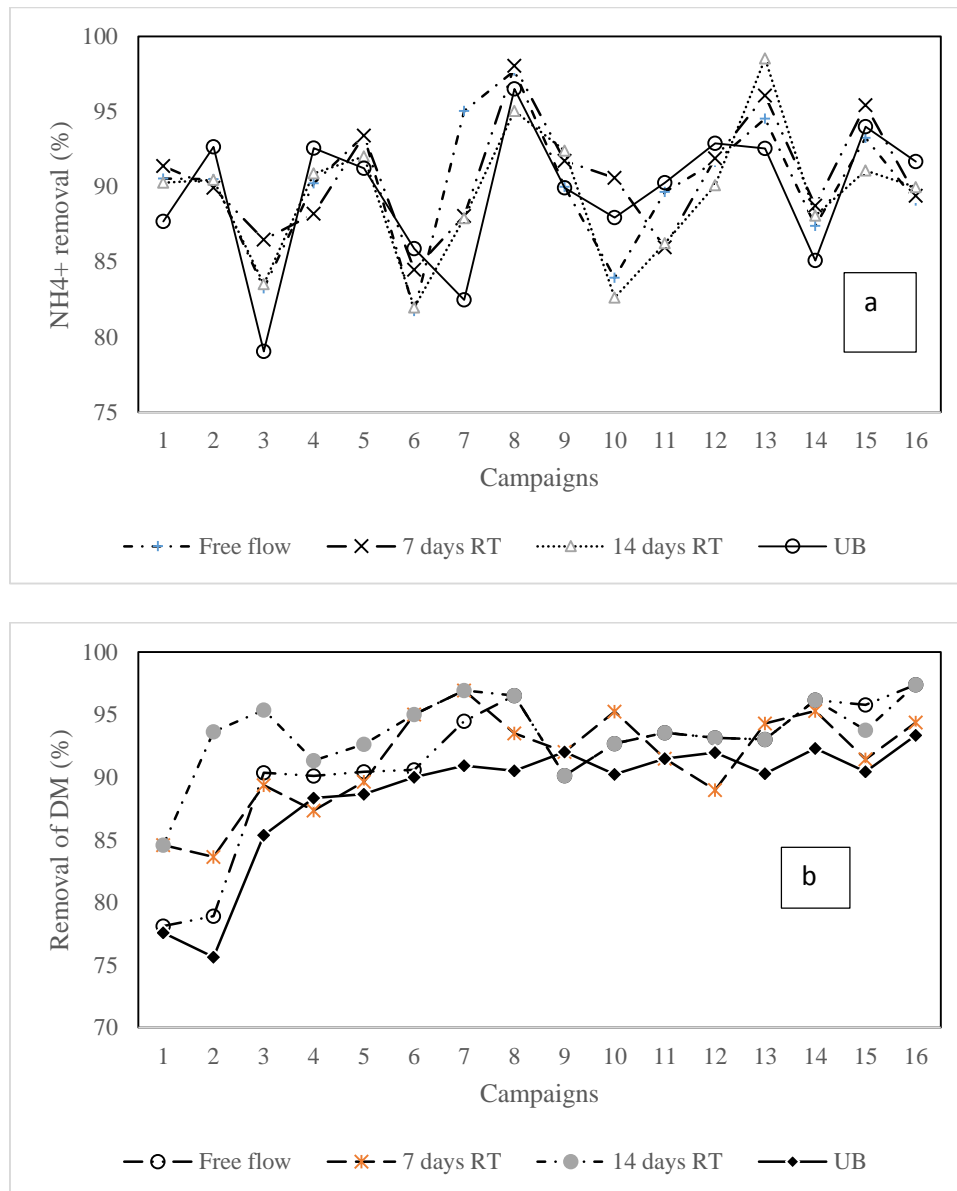 100
95
90
85
80
75
NH4+ removal (%)
a
1 2 3 4 5 6 7 8 9 10 11 12 13 14 15 16
Campaigns
Free flow 7 days RT 14 days RT UB
100
95
90
85
80
75
70
Removal of DM (%)
b
1 2 3 4 5 6 7 8 9 10 11 12 13 14 15 16
Campaigns
Free flow 7 days RT 14 days RT UB